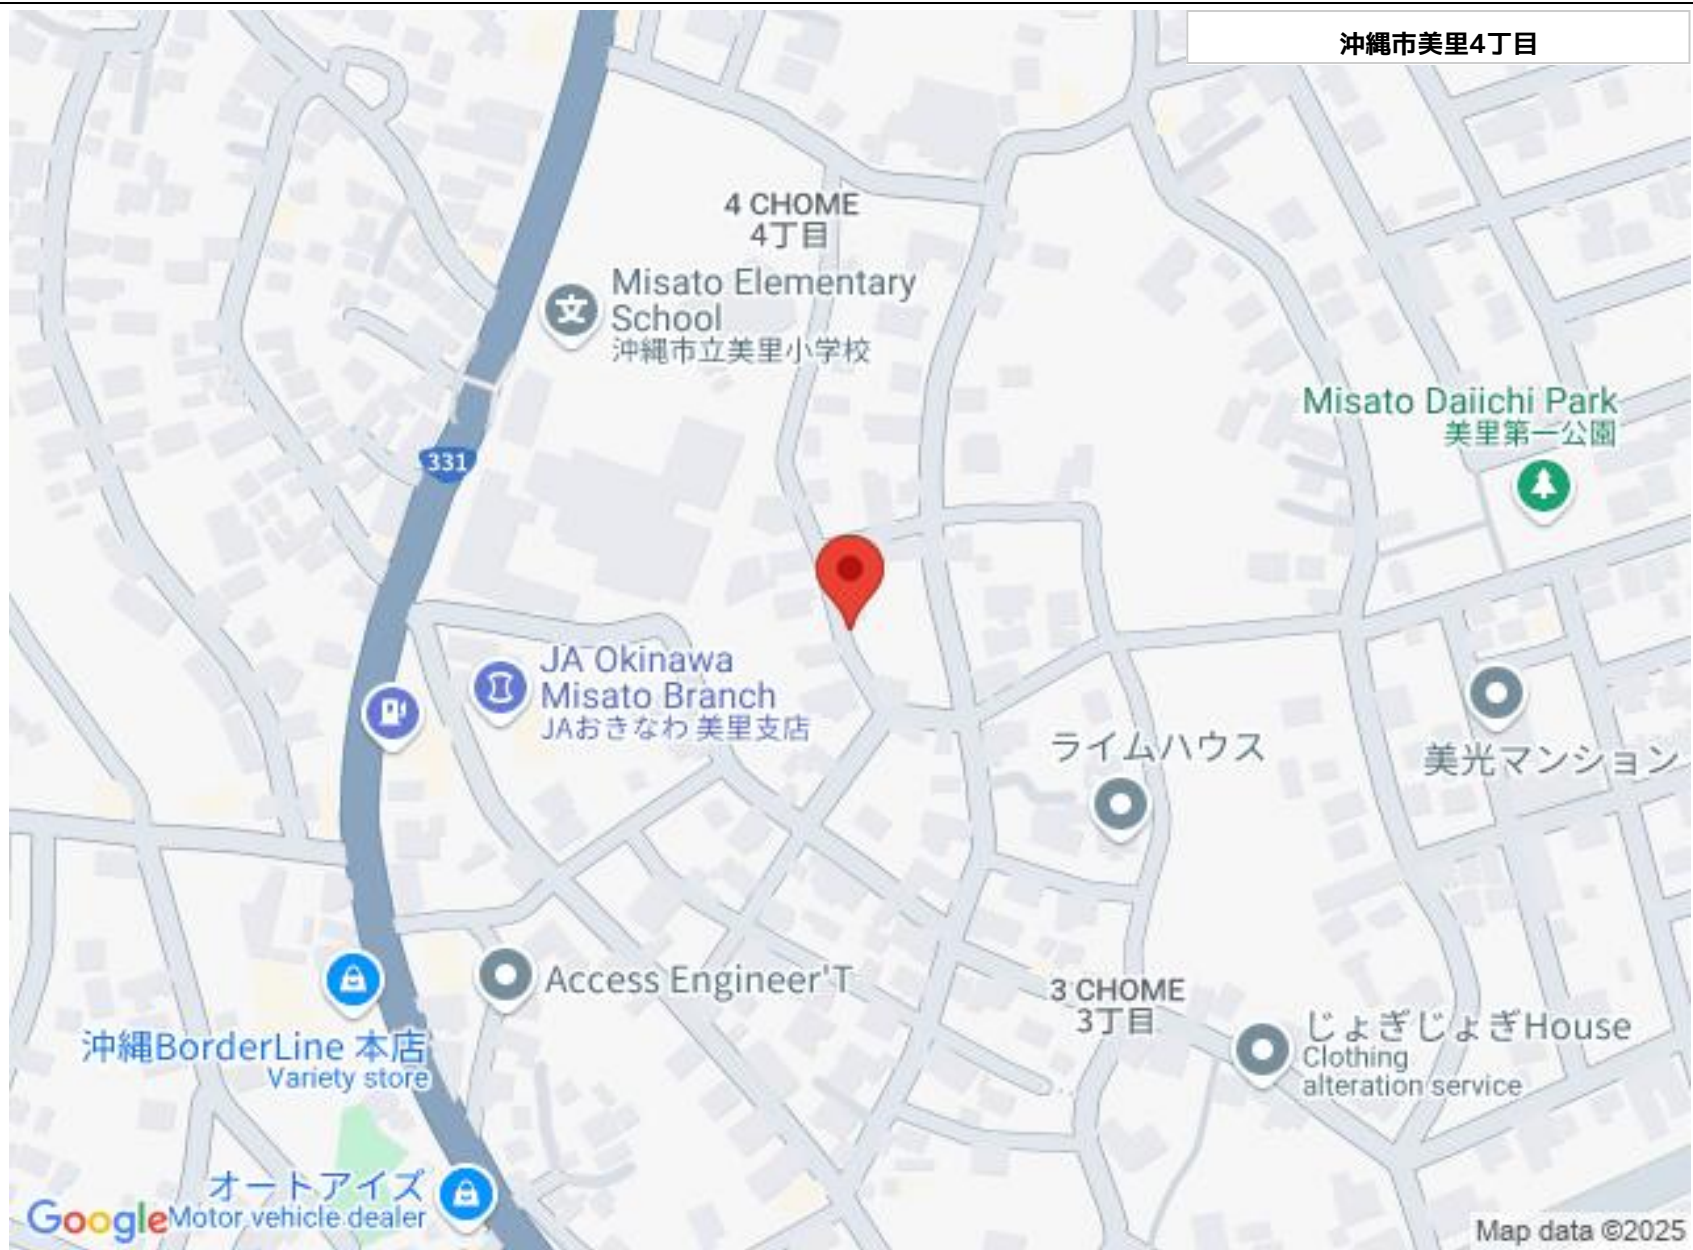 沖縄市美里4丁目
4 CHOME
4丁目
Misato Elementary
School
沖縄市立美里小学校
Misato Daiichi Park
美里第一公園
331
JA Okinawa
Misato Branch
JAおきなわ 美里支店
ライムハウス
美光マンション
Access Engineer'T
3 CHOME
3丁目
じょぎじょぎHouse
Clothing
alteration service
沖縄BorderLine 本店
Variety store
オートアイズ
Motor vehicle dealer
Google
Map data ©2025